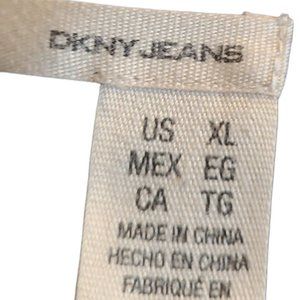 DKNY JEANS
US XL
MEX EG
CA TG
MADE IN CHINA
HECHO EN CHINA
FABRIQUÉ EN